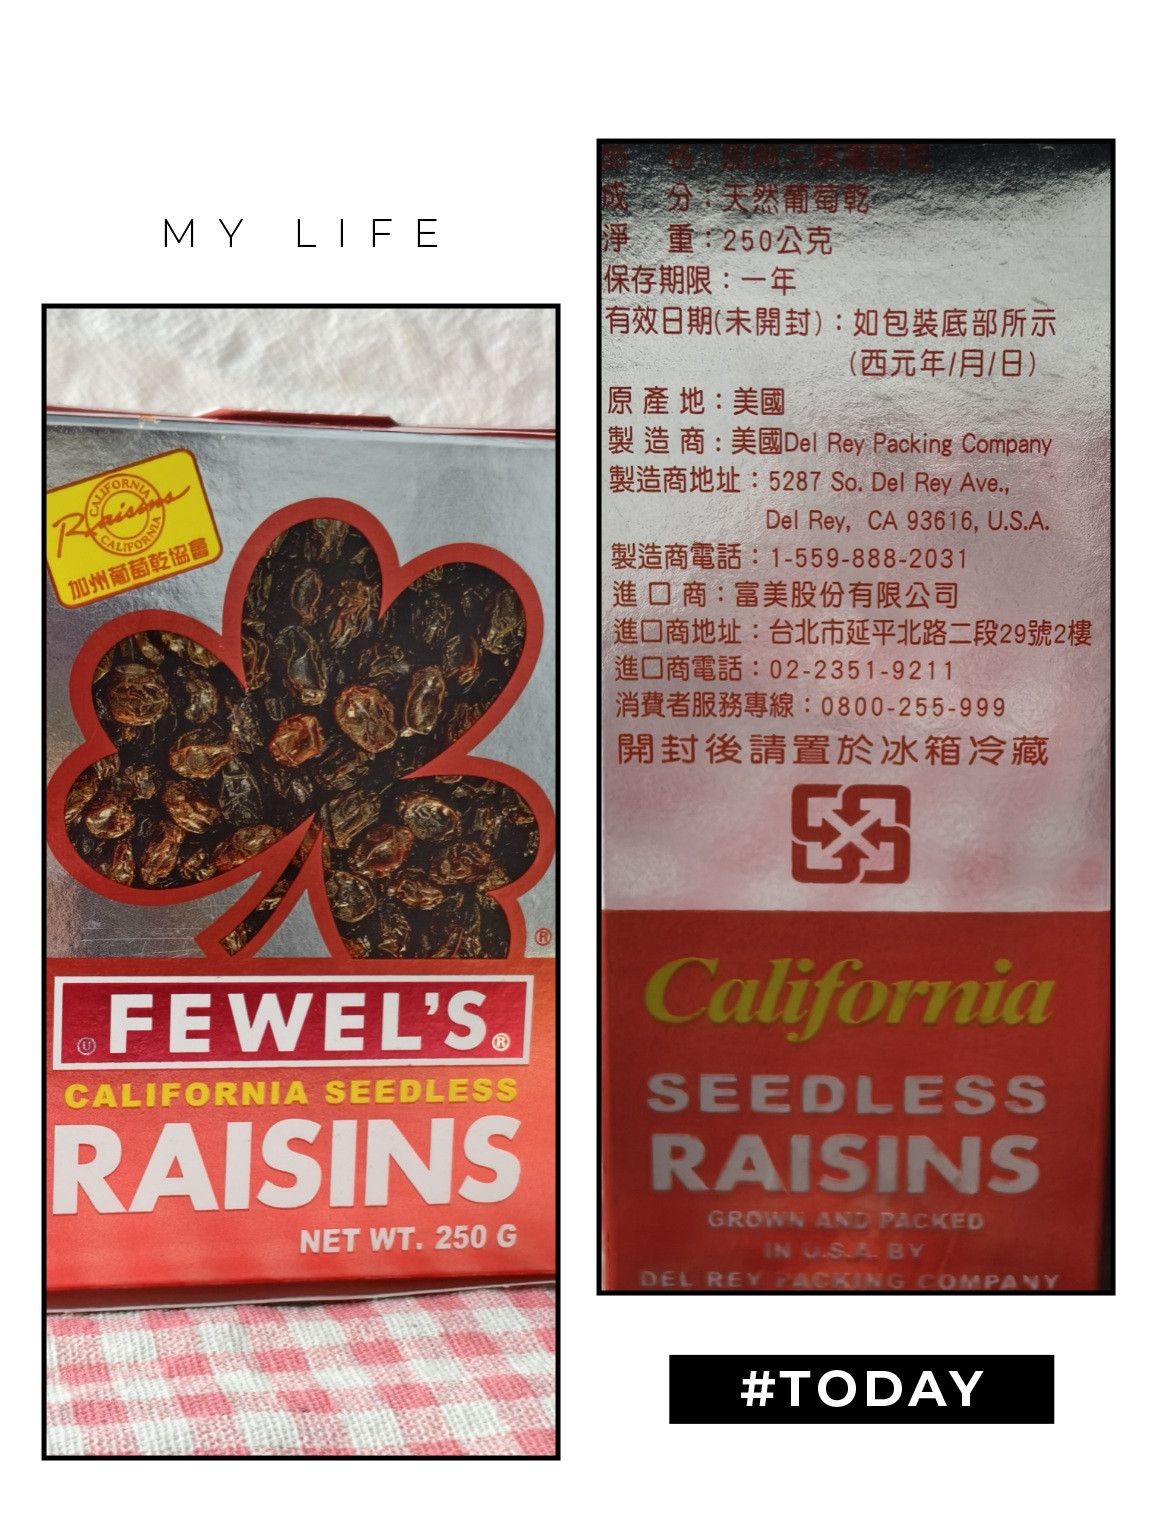 MY LIFE
CALIFORNIA
Raisins
CALIFORNIA
加州葡萄乾協會
®
U FEWEL'S®
CALIFORNIA SEEDLESS
RAISINS
NET WT. 250 G
成 分：天然葡萄乾
淨 重：250公克
保存期限：一年
有效日期(未開封)：如包裝底部所示
(西元年/月/日)
原產地：美國
製造商：美國Del Rey Packing Company
製造商地址：5287 So. Del Rey Ave.,
Del Rey, CA 93616, U.S.A.
製造商電話：1-559-888-2031
進口商：富美股份有限公司
進口商地址：台北市延平北路二段29號2樓
進口商電話：02-2351-9211
消費者服務專線：0800-255-999
開封後請置於冰箱冷藏
California
SEEDLESS
RAISINS
GROWN AND PACKED
IN U.S.A. BY
DEL REY PACKING COMPANY
#TODAY